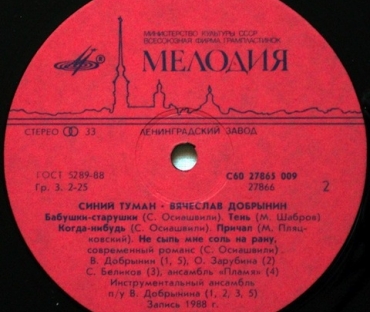 МИНИСТЕРСТВО КУЛЬТУРЫ СССР
ВСЕСОЮЗНАЯ ФИРМА ГРАМПЛАСТИНОК
МЕЛОДИЯ
СТЕРЕО 33 ЛЕНИНГРАДСКИЙ ЗАВОД
ГОСТ 5289-88 С60 27865 009
Гр. 3. 2-25 27866 2
СИНИЙ ТУМАН - ВЯЧЕСЛАВ ДОБРЫНИН
Бабушки-старушки (С. Осиашвили). Тень (М. Шабров)
Когда-нибудь (С. Осиашвили). Причал (М. Пляц-
ковский). Не сыпь мне соль на рану,
современный романс (С. Осиашвили)
В. Добрынин (1, 5), О. Зарубина (2)
С. Беликов (3), ансамбль «Пламя» (4)
Инструментальный ансамбль
п/у В. Добрынина (1, 2, 3, 5)
Запись 1988 г.